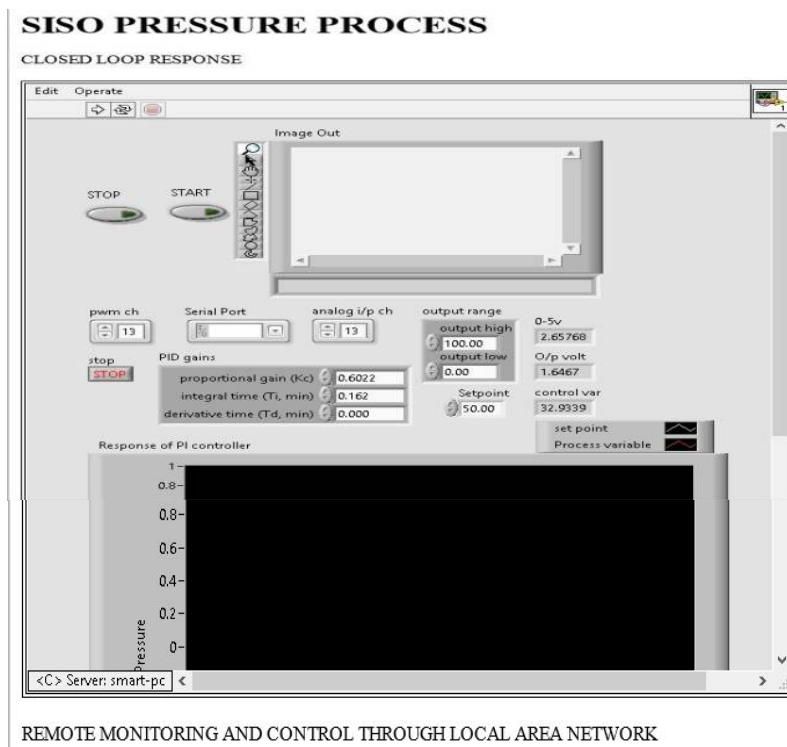 SISO PRESSURE PROCESS
CLOSED LOOP RESPONSE
Edit Operate
1
Image Out
STOP START
pwm ch Serial Port analog i/p ch output range
13 13
output high
100.00
output low
0.00
0-5v
2.65768
O/p volt
1.6467
control var
32.9339
stop
STOP
PID gains
proportional gain (Kc) 0.6022
integral time (Ti, min) 0.162
derivative time (Td, min) 0.000
Setpoint
50.00
set point
Process variable
Response of PI controller
1
0.8
0.8
0.6
0.4
0.2
0
Pressure
<C> Server: smart-pc
REMOTE MONITORING AND CONTROL THROUGH LOCAL AREA NETWORK